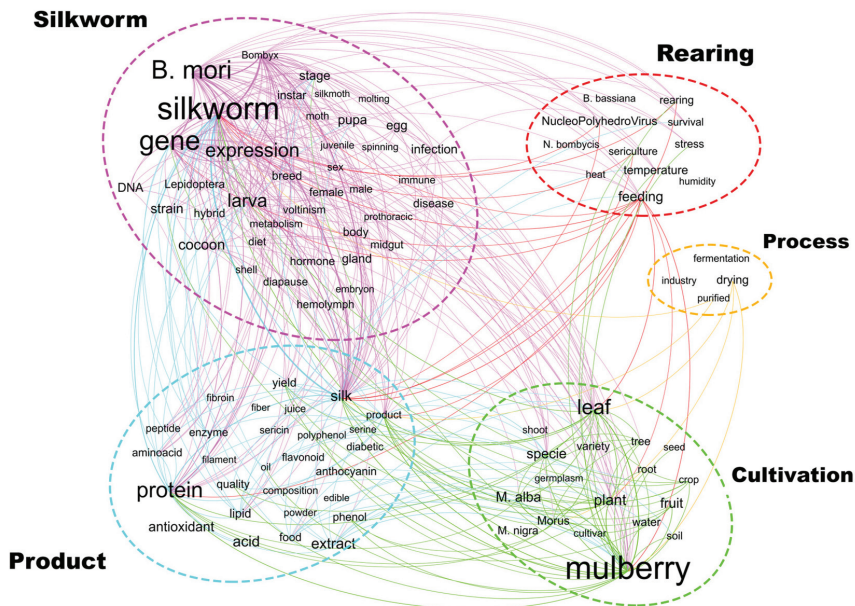 Silkworm
Bombyx
B. mori
stage
instar
silkmoth
molting
silkworm
moth
pupa
egg
gene
expression
juvenile
spinning
infection
sex
DNA
Lepoptera
breed
immune
larva
female
male
disease
strain
hybrid
voltinism
prothoracic
metabolism
body
cocoon
diet
midgut
hormone
gland
shell
diapause
embryon
hemolymph
Rearing
B. bassiana
rearing
NucleoPolyhedroVirus
survival
N. bombycis
sericulture
stress
heat
temperature
humidity
feeding
Process
fermentation
industry
drying
purified
yield
silk
fibroin
fiber
juice
product
peptide
enzyme
sericin
polyphenol
serine
diabetic
aminoacid
filament
oil
flavonoid
anthocyanin
protein
quality
composition
edible
antioxidant
lipid
powder
phenol
acid
food
extract
Product
leaf
shoot
tree
seed
specie
variety
germplasm
root
crop
Cultivation
M. alba
plant
fruit
M. nigra
Morus
water
cultivar
soil
mulberry